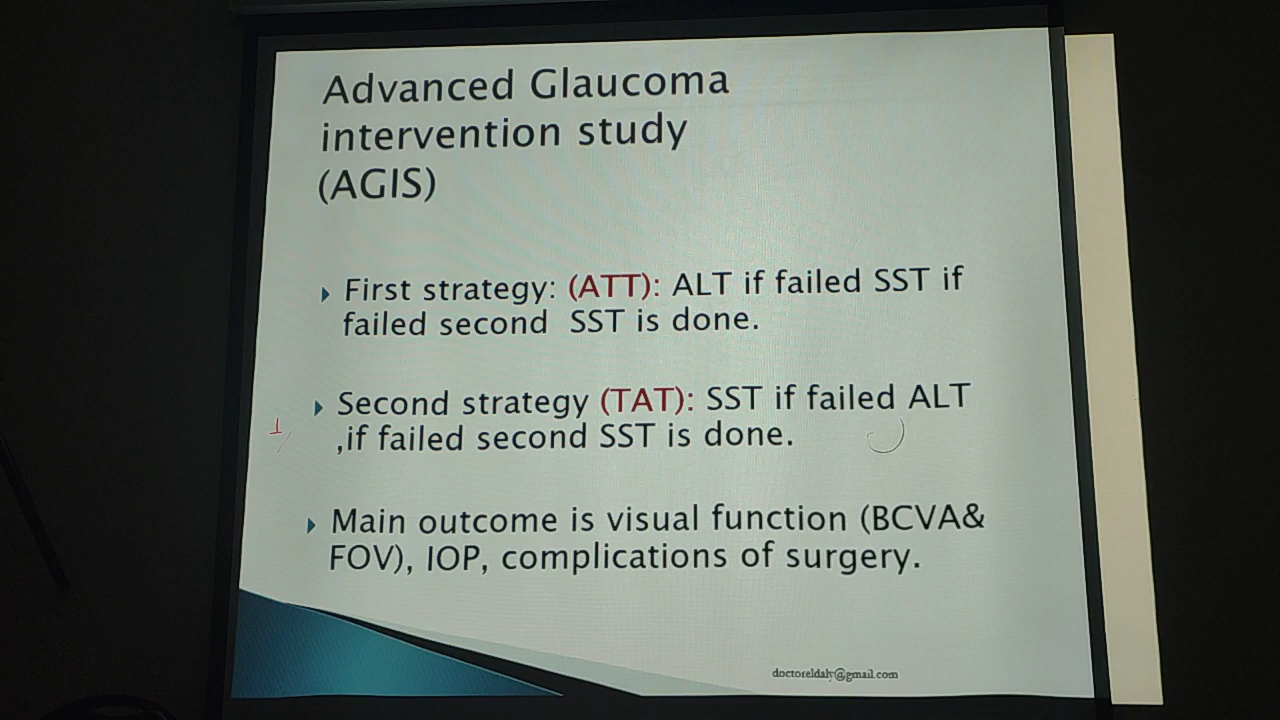 Advanced Glaucoma
intervention study
(AGIS)
First strategy: (ATT): ALT if failed SST if
failed second SST is done.
Second strategy (TAT): SST if failed ALT
,if failed second SST is done.
Main outcome is visual function (BCVA&
FOV), IOP, complications of surgery.
doctoreldaly@gmail.com